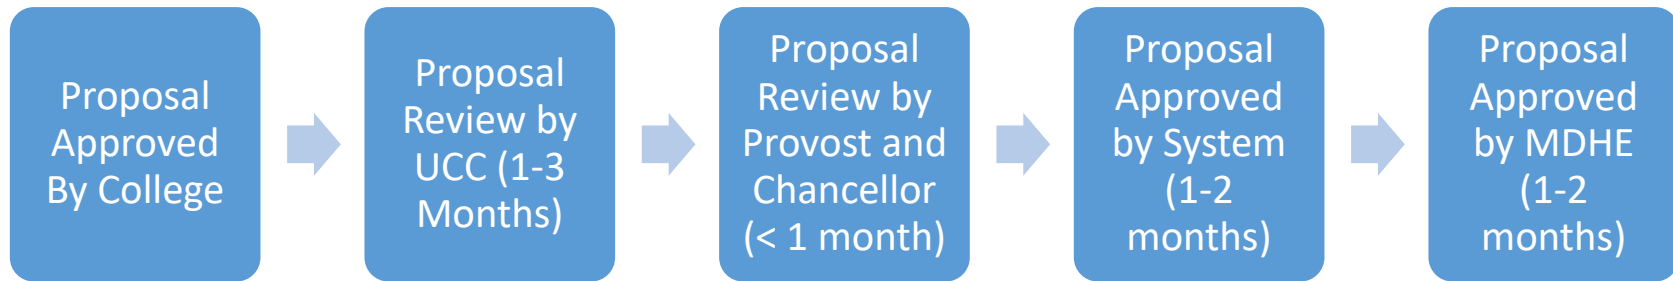 Proposal
Approved
By College
Proposal
Review by
UCC (1-3
Months)
Proposal
Review by
Provost and
Chancellor
(< 1 month)
Proposal
Approved
by System
(1-2
months)
Proposal
Approved
by MDHE
(1-2
months)